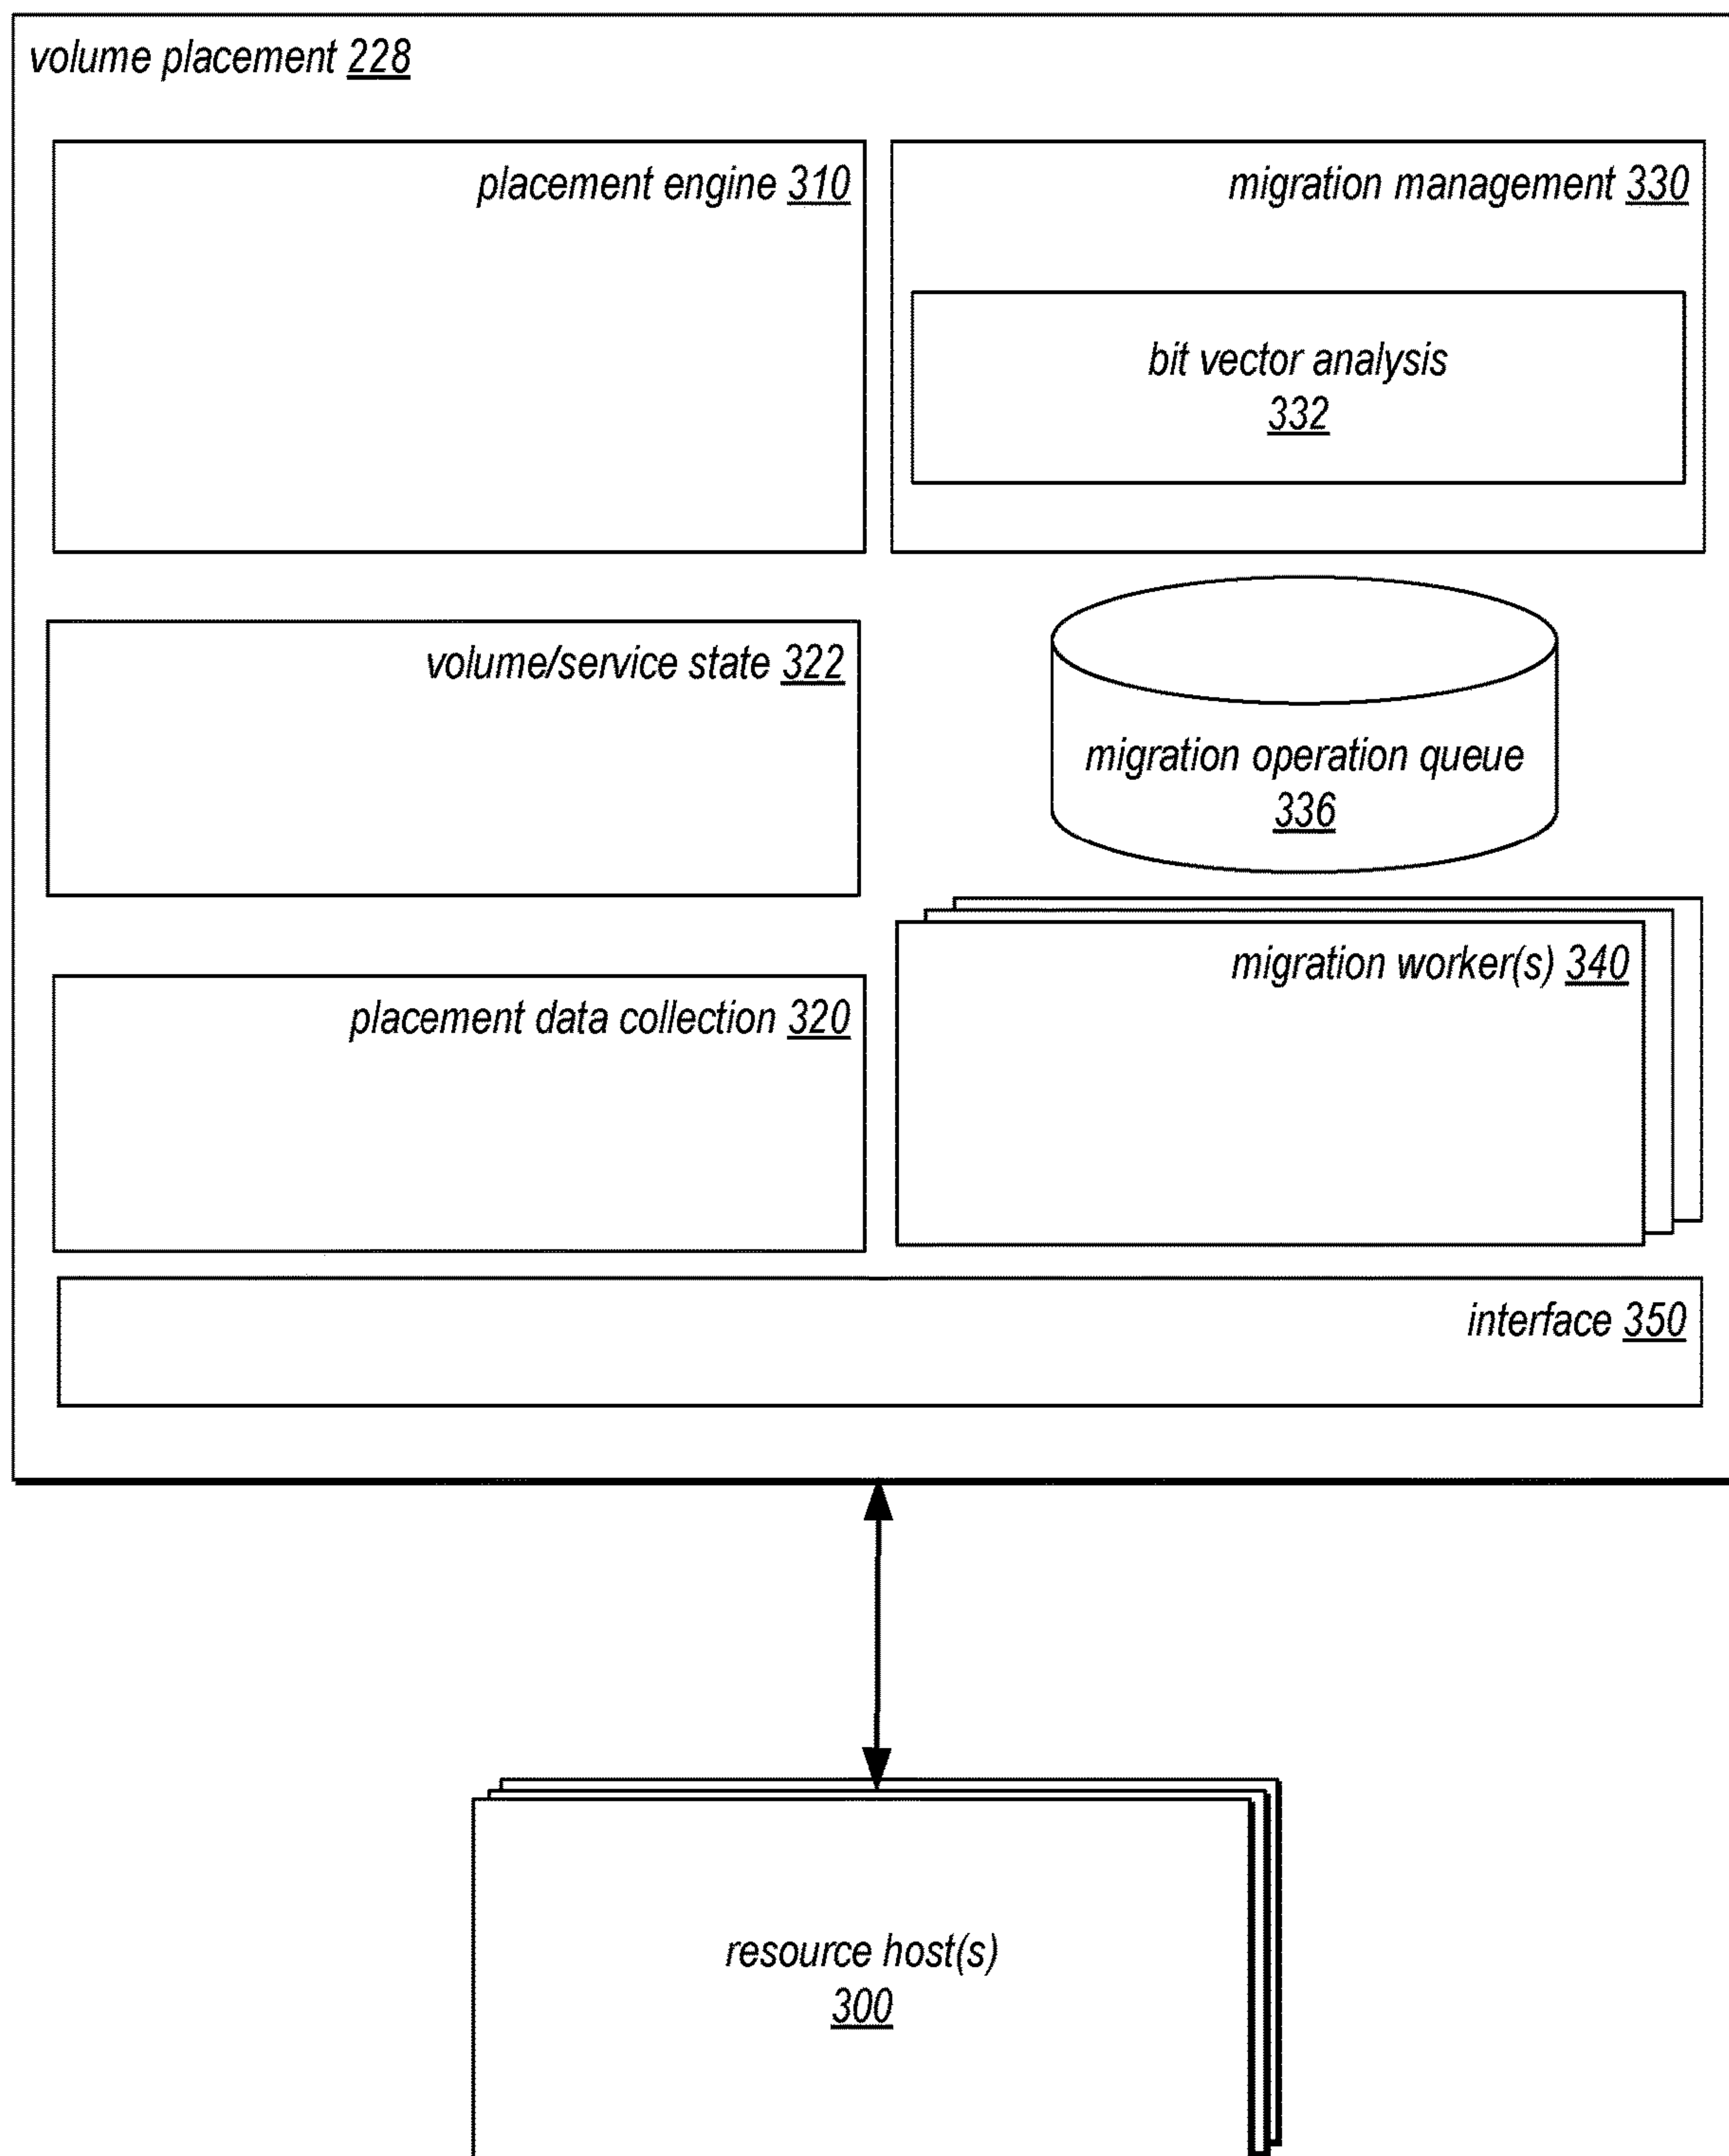 volume placement 228
placement engine 310
migration management 330
bit vector analysis
332
volume/service state 322
migration operation queue
336
migration worker(s) 340
placement data collection 320
interface 350
resource host(s)
300